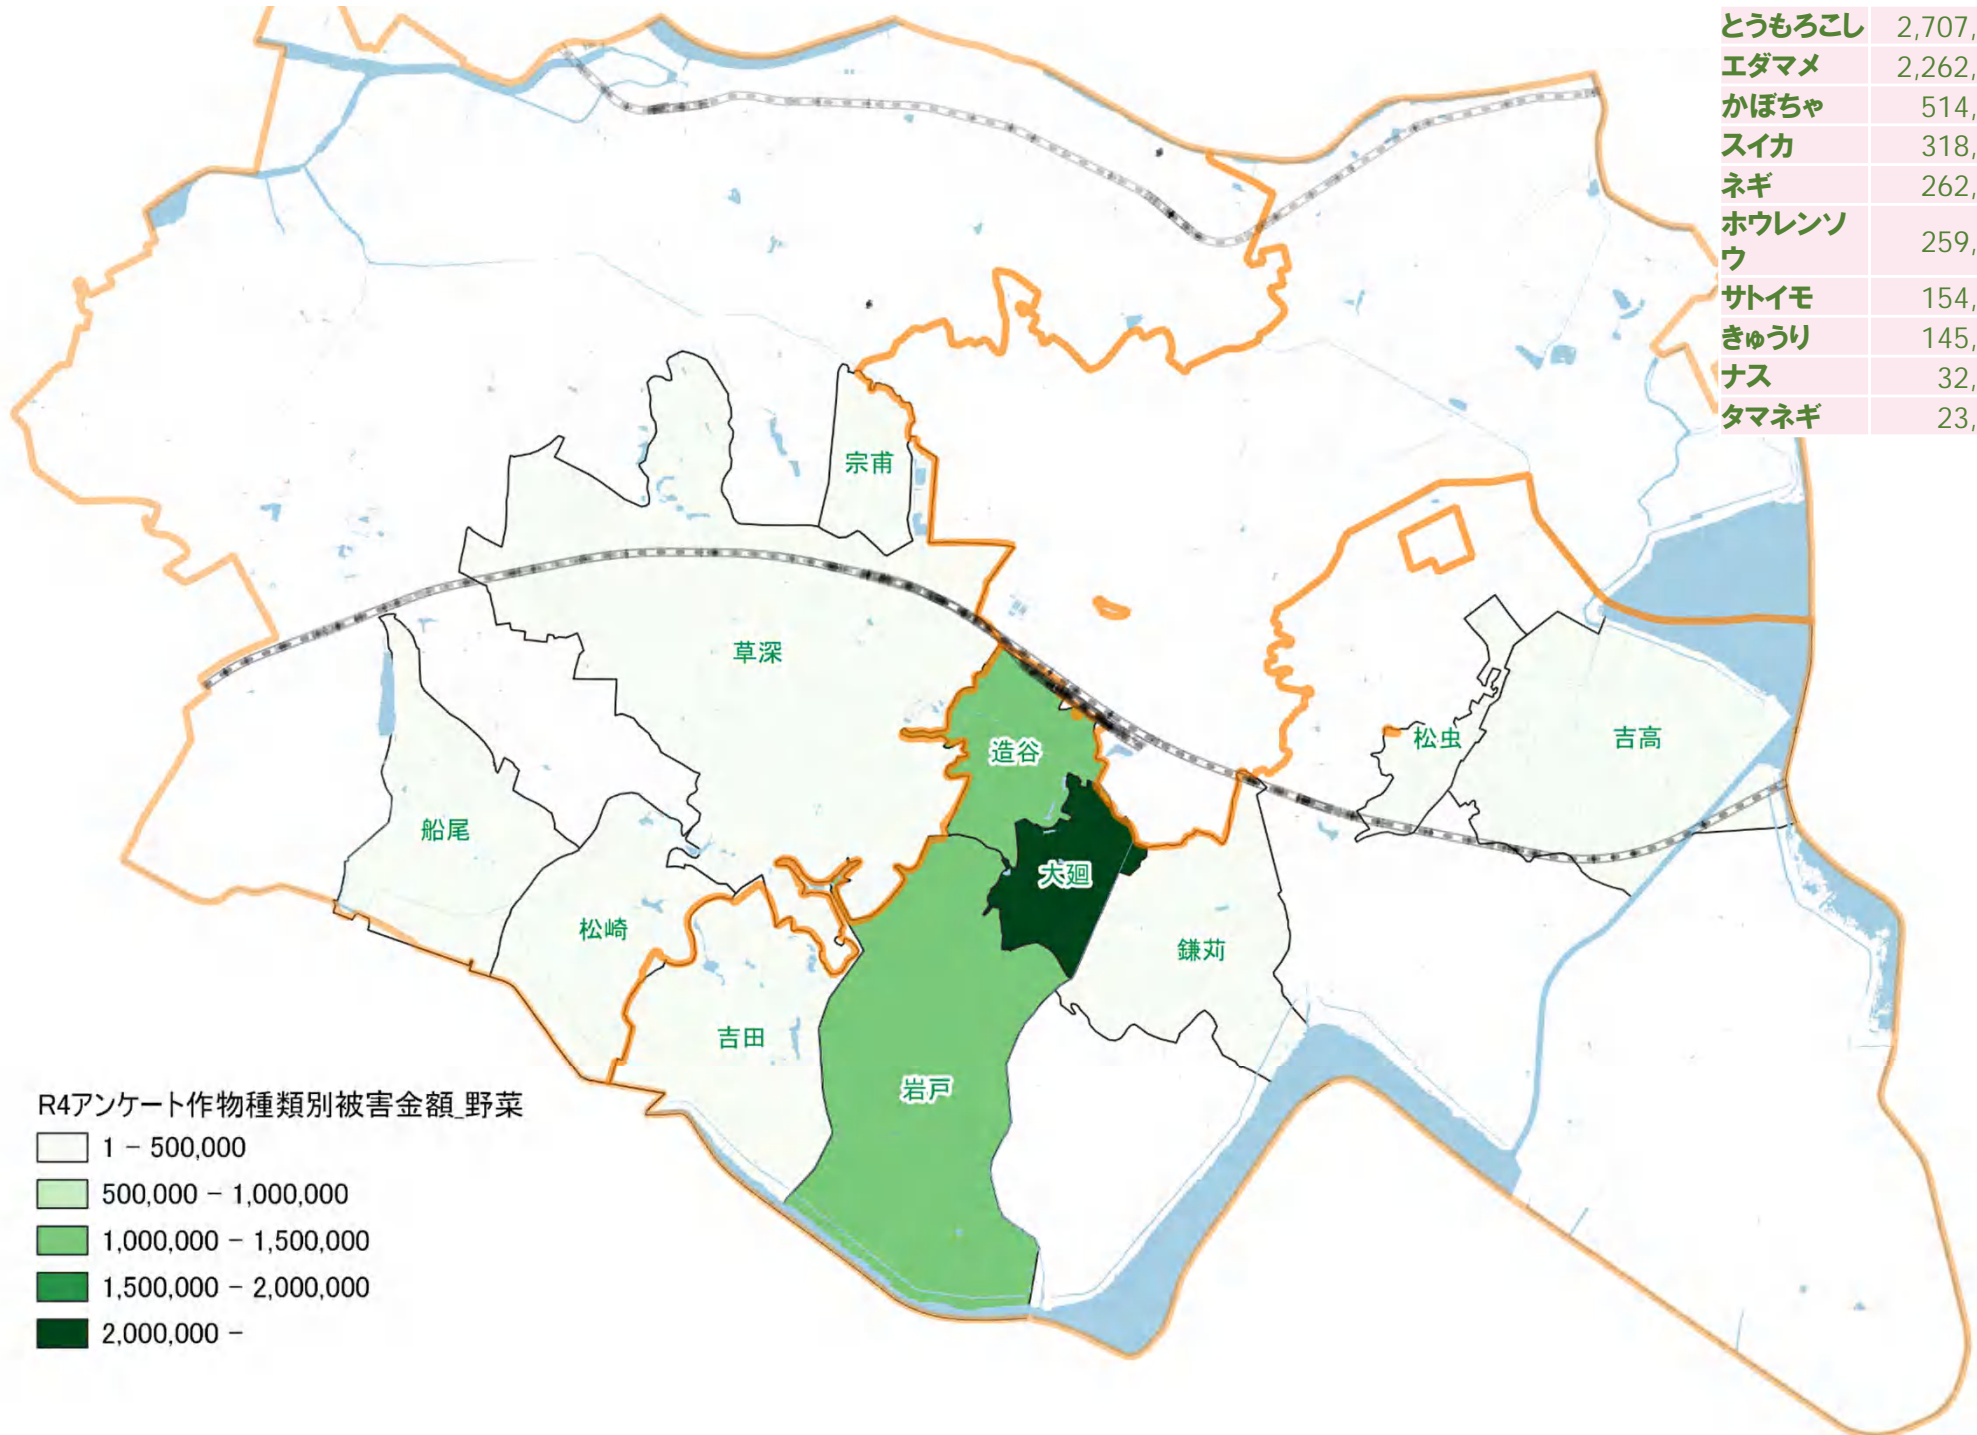 とうもろこし 2,707,
エダマメ 2,262,
かぼちゃ 514,
スイカ 318,
ネギ 262,
ホウレンソ
ウ 259,
サトイモ 154,
きゅうり 145,
ナス 32,
タマネギ 23,
宗甫
草深
造谷
松虫
吉高
船尾
大廻
松崎
鎌苅
吉田
岩戸
R4アンケート作物種類別被害金額_野菜
1 - 500,000
500,000 - 1,000,000
1,000,000 - 1,500,000
1,500,000 - 2,000,000
2,000,000 -